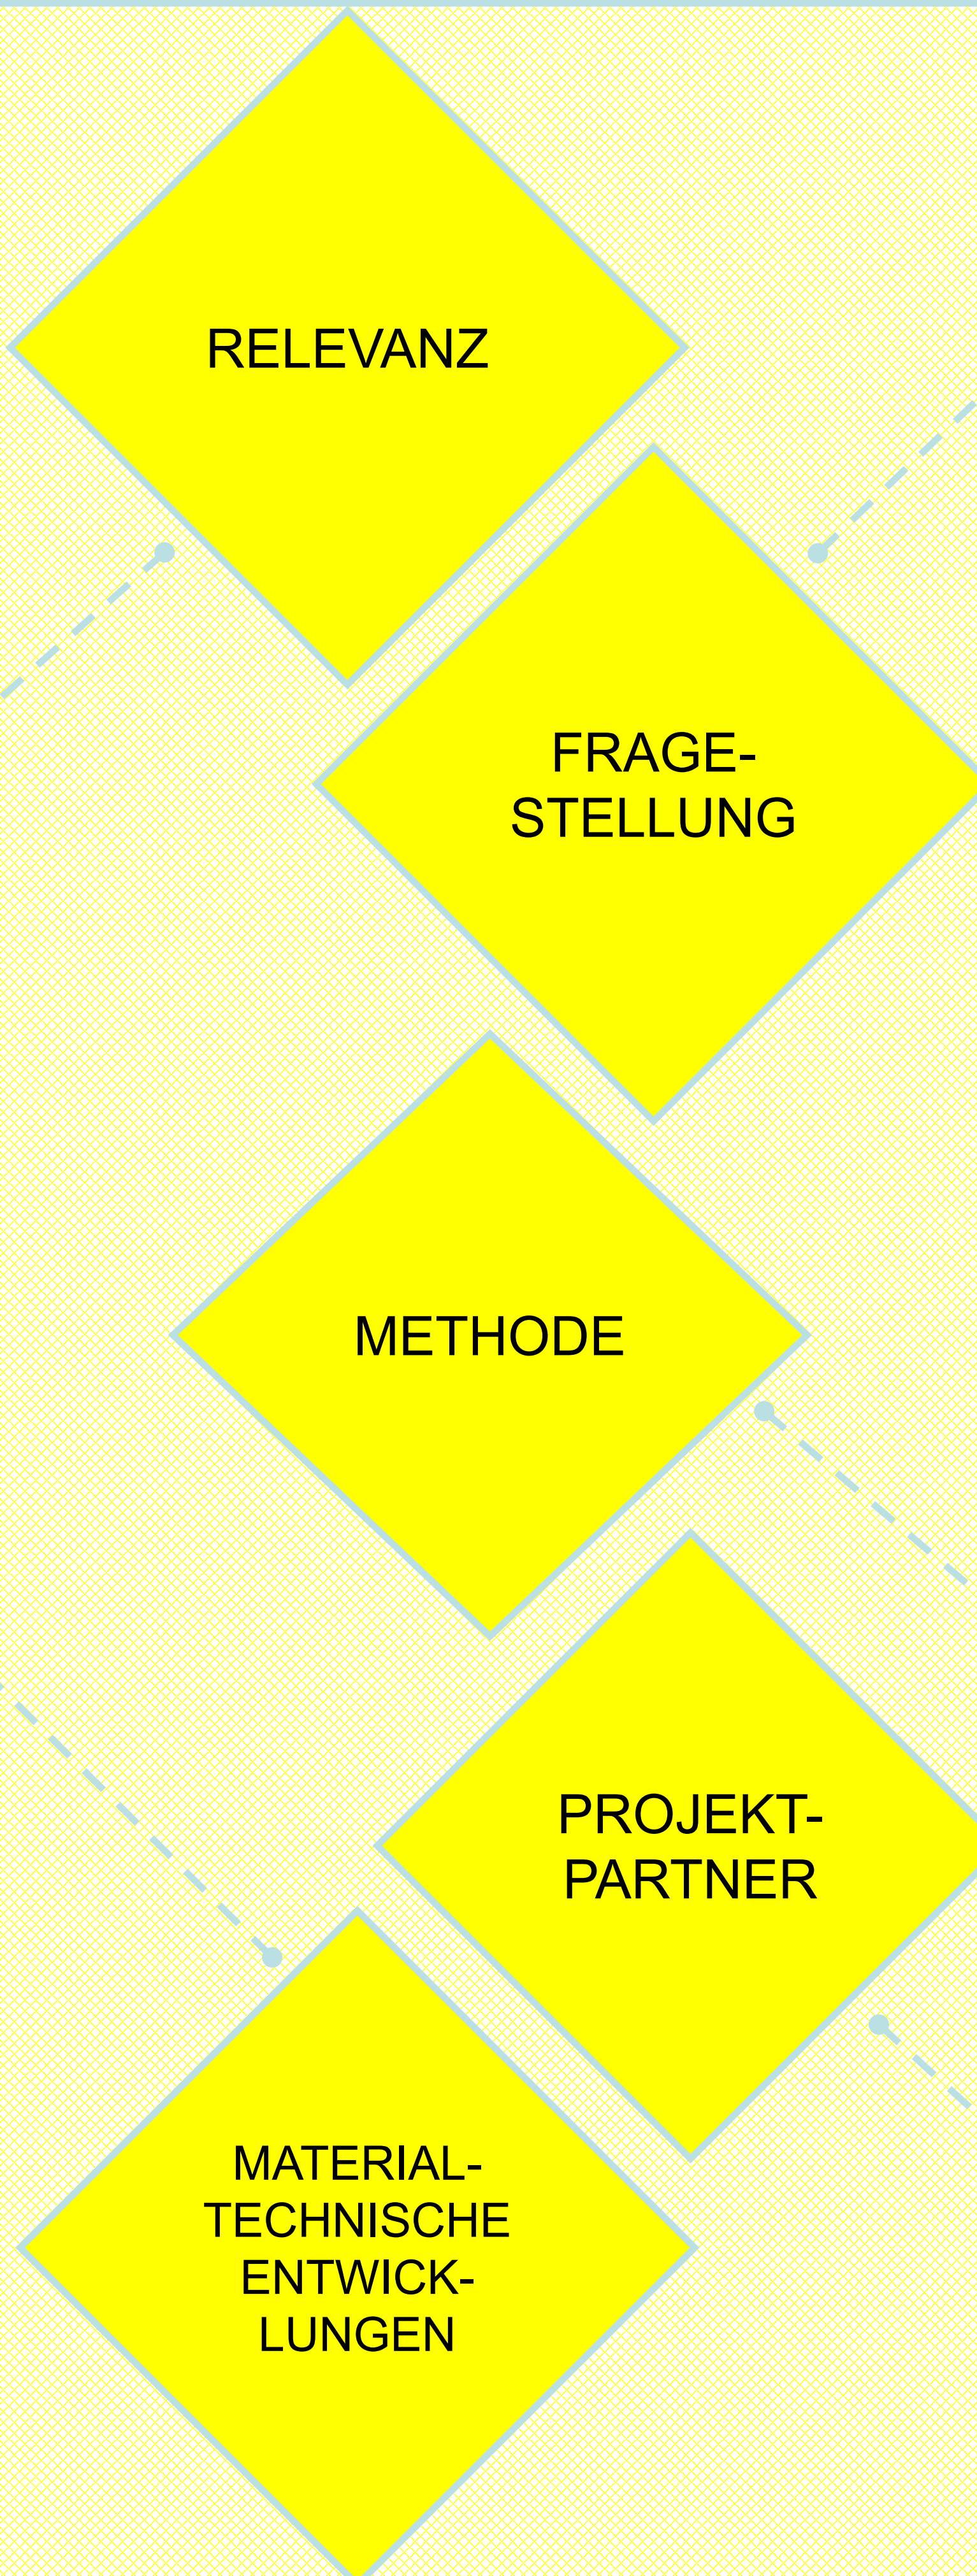 RELEVANZ
FRAGE-
STELLUNG
METHODE
PROJEKT-
PARTNER
MATERIAL-
TECHNISCHE
ENTWICK-
LUNGEN